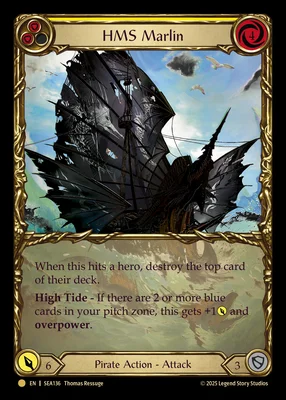 HMS Marlin
When this hits a hero, destroy the top card
of their deck.
High Tide - If there are 2 or more blue
cards in your pitch zone, this gets +1 and
overpower.
6
Pirate Action - Attack
3
EN SEA136 Thomas Ressuge
© 2025 Legend Story Studios